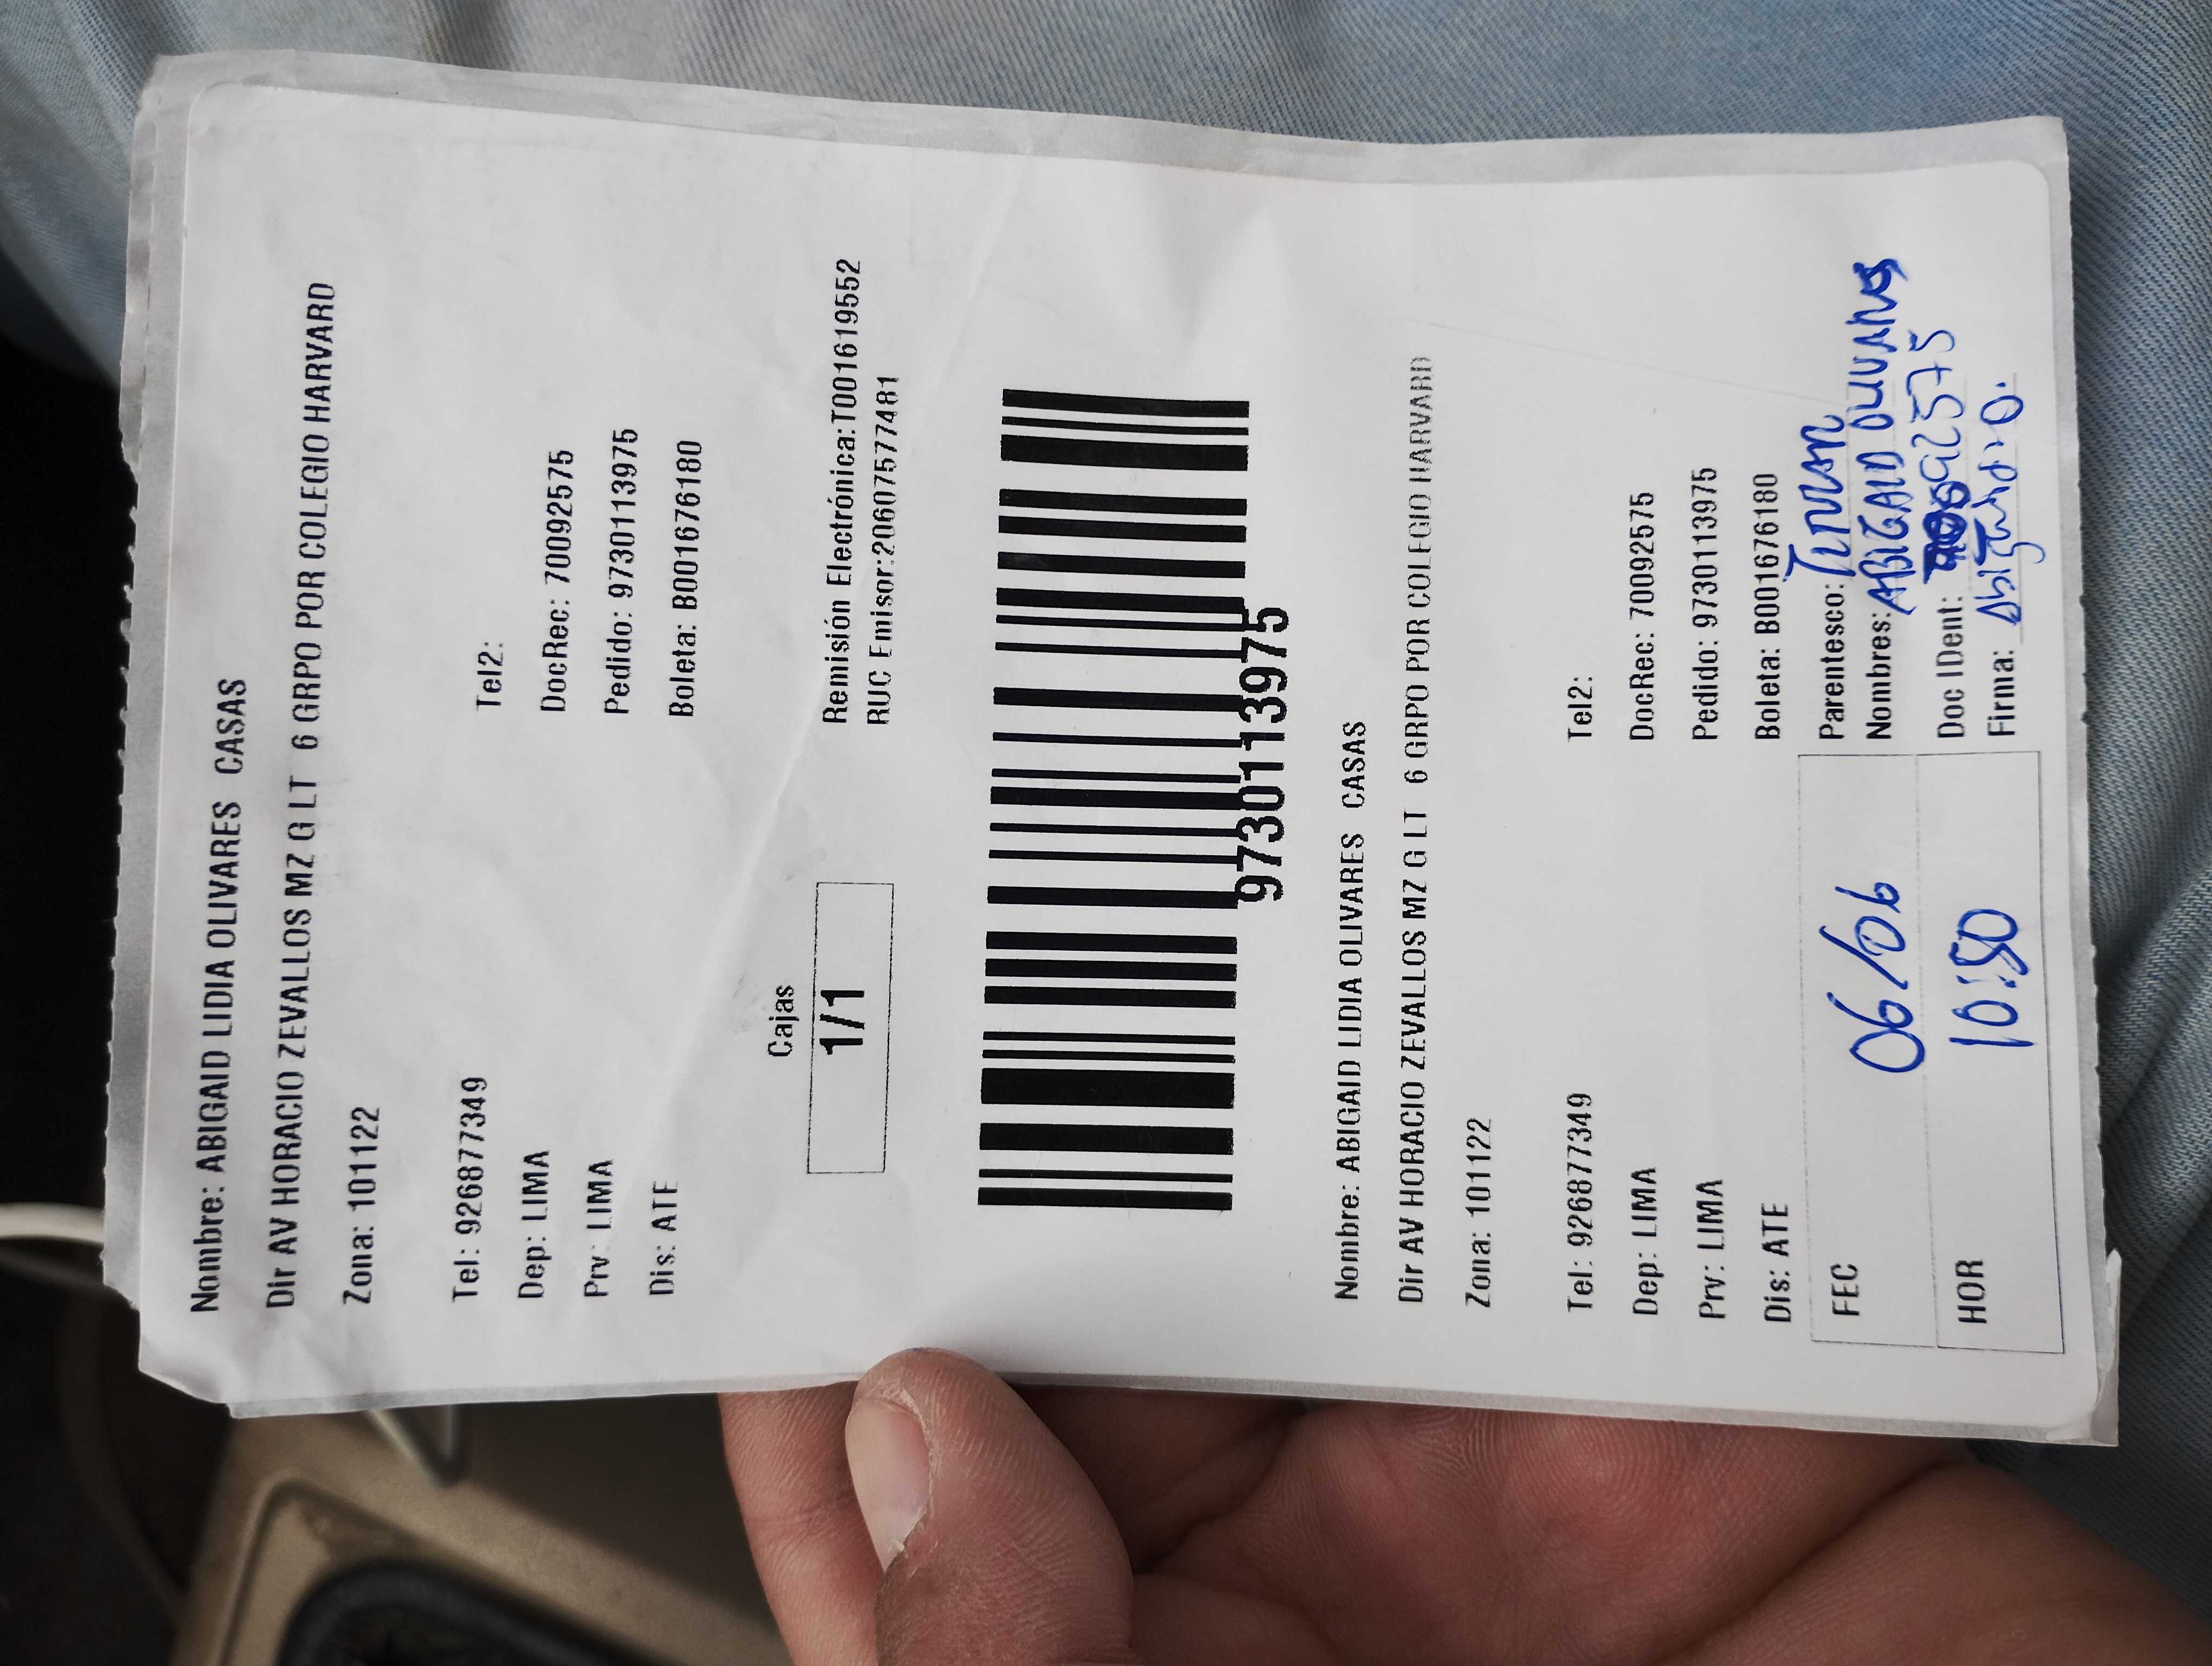 Nombre: ABIGAID LIDIA OLIVARES CASAS
Dir AV HORACIO ZEVALLOS MZ G LT 6 GRPO POR COLEGIO HARVARD
Zona: 101122
Tel: 926877349 Tel2:
Dep: LIMA DocRec: 70092575
Prv: LIMA Pedido: 9730113975
Dis: ATE Boleta: B001676180
Cajas
1/1
Remisión Electrónica:T001619552
RUC Emisor:20607577481
9730113975
Nombre: ABIGAID LIDIA OLIVARES CASAS
Dir AV HORACIO ZEVALLOS MZ G LT 6 GRPO POR COLEGIO HARVARD
Zona: 101122
Tel: 926877349 Tel2:
Dep: LIMA DocRec: 70092575
Prv: LIMA Pedido: 9730113975
Dis: ATE Boleta: B001676180
FEC 06/06 Parentesco:
Nombres: ABIGAID OLIVARES
HOR 10:50 Doc IDent: 92575
Firma: